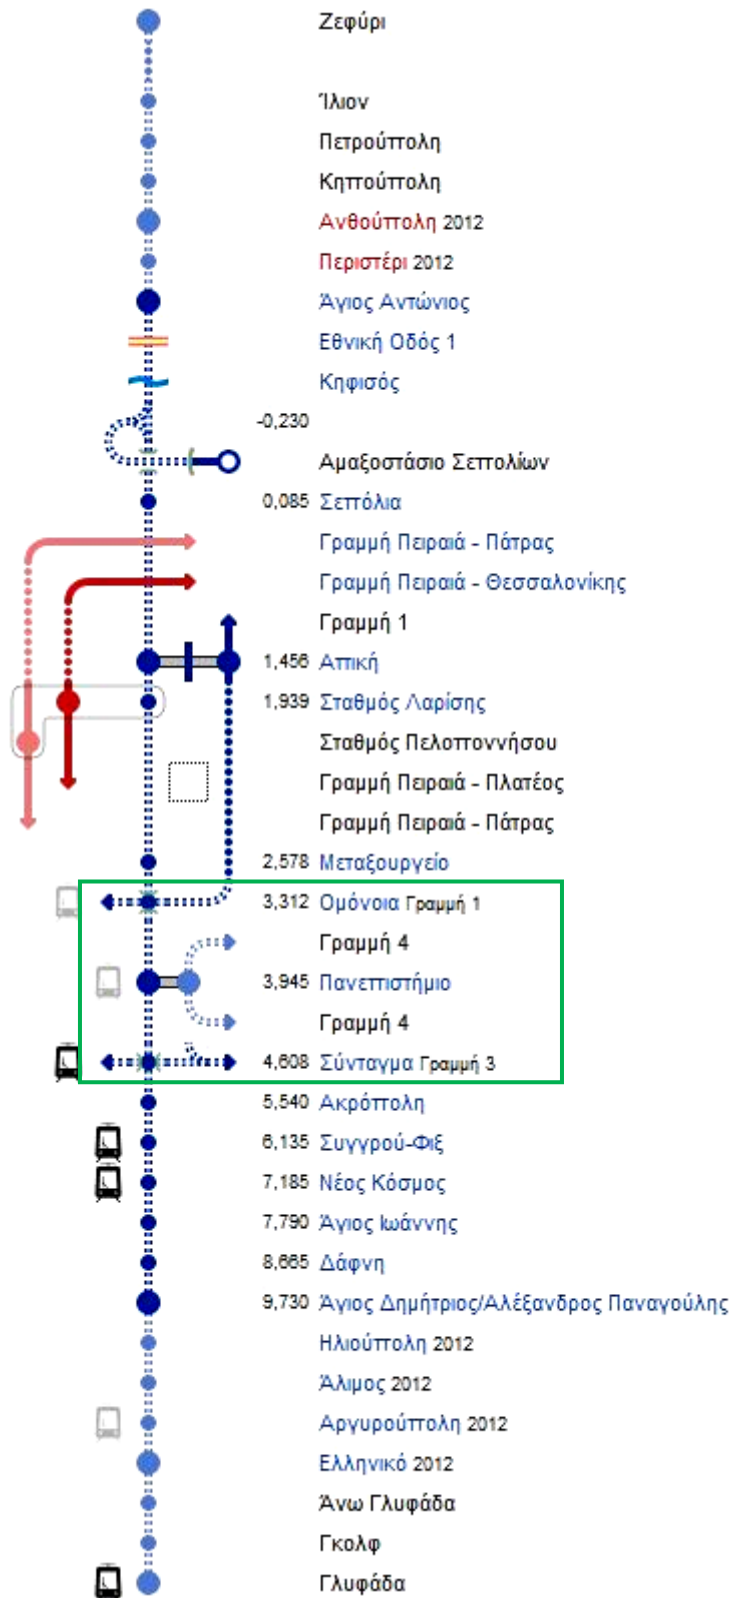 Ζεφύρι
Ίλιον
Πετρούπολη
Κηπούπολη
Ανθούπολη 2012
Περιστέρι 2012
Άγιος Αντώνιος
Εθνική Οδός 1
Κηφισός
-0,230
Αμαξοστάσιο Σεπολίων
0,085 Σεπόλια
Γραμμή Πειραιά - Πάτρας
Γραμμή Πειραιά - Θεσσαλονίκης
Γραμμή 1
1,456 Αττική
1,939 Σταθμός Λαρίσης
Σταθμός Πελοποννήσου
Γραμμή Πειραιά - Πλατέος
Γραμμή Πειραιά - Πάτρας
2,578 Μεταξουργείο
3,312 Ομόνοια Γραμμή 1
Γραμμή 4
3,945 Πανεπιστήμιο
Γραμμή 4
4,608 Σύνταγμα Γραμμή 3
5,540 Ακρόπολη
6,135 Συγγρού-Φιξ
7,185 Νέος Κόσμος
7,790 Άγιος Ιωάννης
8,665 Δάφνη
9,730 Άγιος Δημήτριος/Αλέξανδρος Παναγούλης
Ηλιούπολη 2012
Άλιμος 2012
Αργυρούπολη 2012
Ελληνικό 2012
Άνω Γλυφάδα
Γκολφ
Γλυφάδα